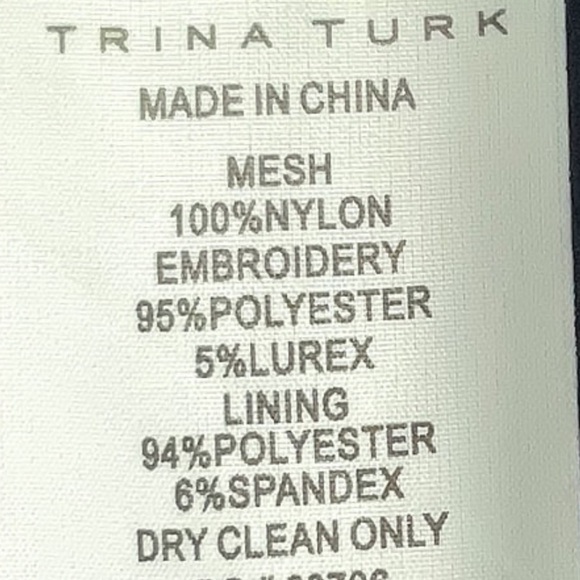 TRINA TURK
MADE IN CHINA
MESH
100%NYLON
EMBROIDERY
95%POLYESTER
5%LUREX
LINING
94%POLYESTER
6%SPANDEX
DRY CLEAN ONLY